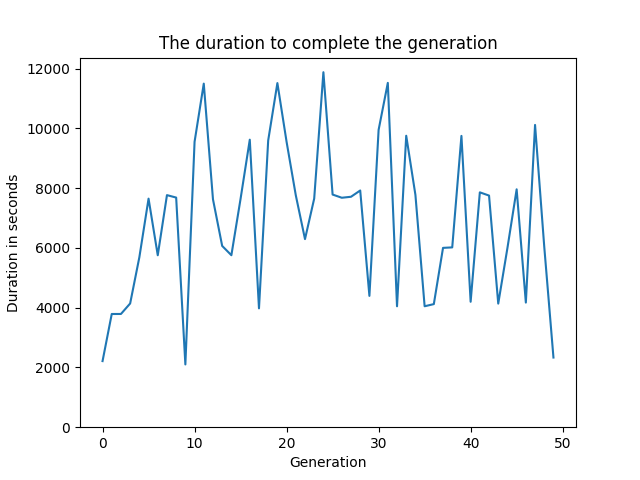 The duration to complete the generation
12000
10000
8000
6000
4000
2000
0
Duration in seconds
0 10 20 30 40 50
Generation